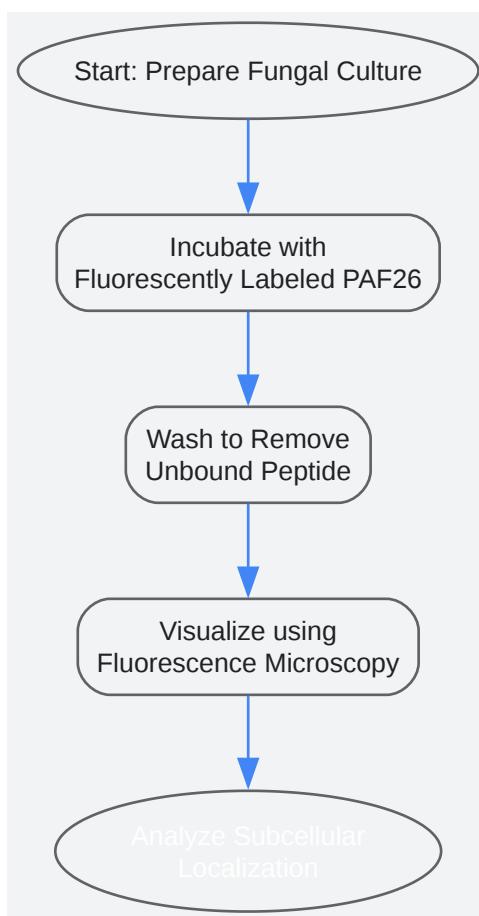 Start: Prepare Fungal Culture
Incubate with
Fluorescently Labeled PAF26
Wash to Remove
Unbound Peptide
Visualize using
Fluorescence Microscopy
Analyze Subcellular
Localization